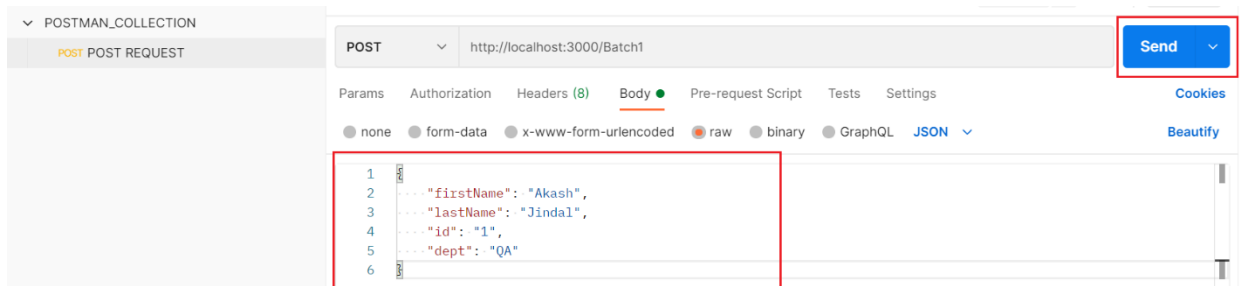 POSTMAN_COLLECTION
POST POST REQUEST
POST http://localhost:3000/Batch1 Send
Params Authorization Headers (8) Body Pre-request Script Tests Settings Cookies
none form-data x-www-form-urlencoded raw binary GraphQL JSON Beautify
1 {
2 "firstName": "Akash",
3 "lastName": "Jindal",
4 "id": "1",
5 "dept": "QA"
6 }